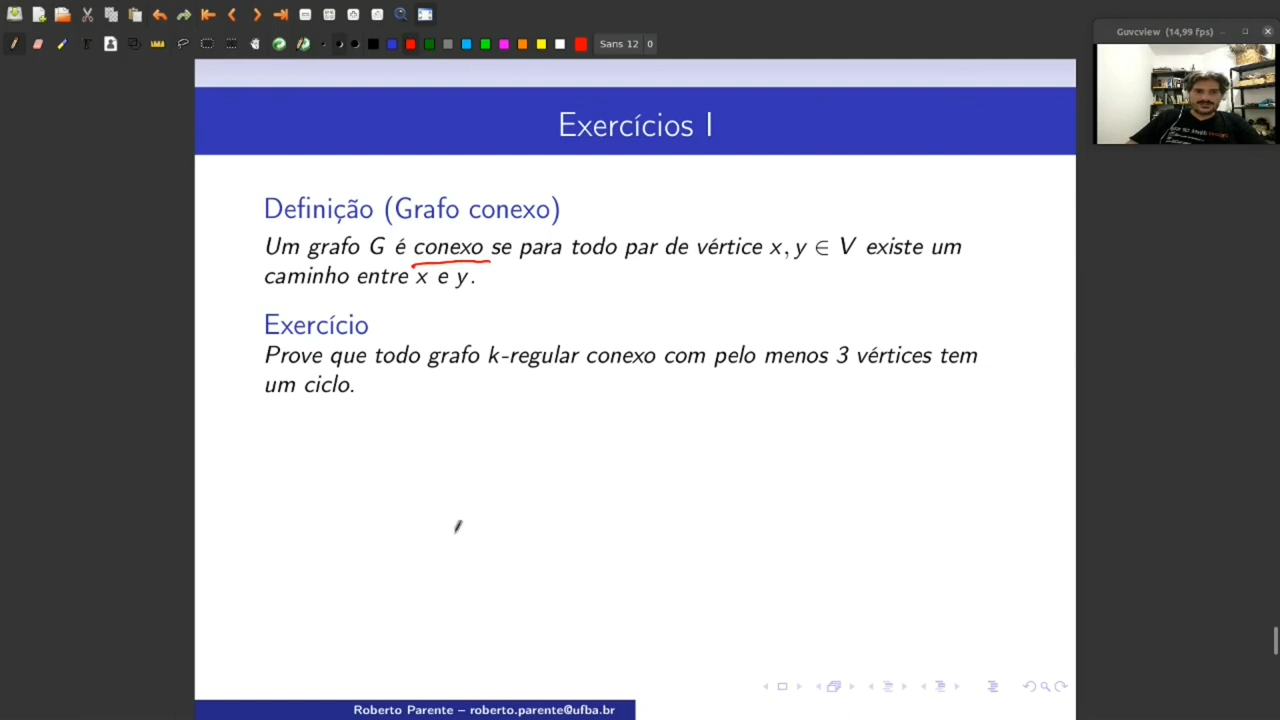 Sans 12 0
Guvcview (14,99 fps)
Exercícios I
Definição (Grafo conexo)
Um grafo G é conexo se para todo par de vértice x, y ∈ V existe um
caminho entre x e y.
Exercício
Prove que todo grafo k-regular conexo com pelo menos 3 vértices tem
um ciclo.
Roberto Parente – roberto.parente@ufba.br